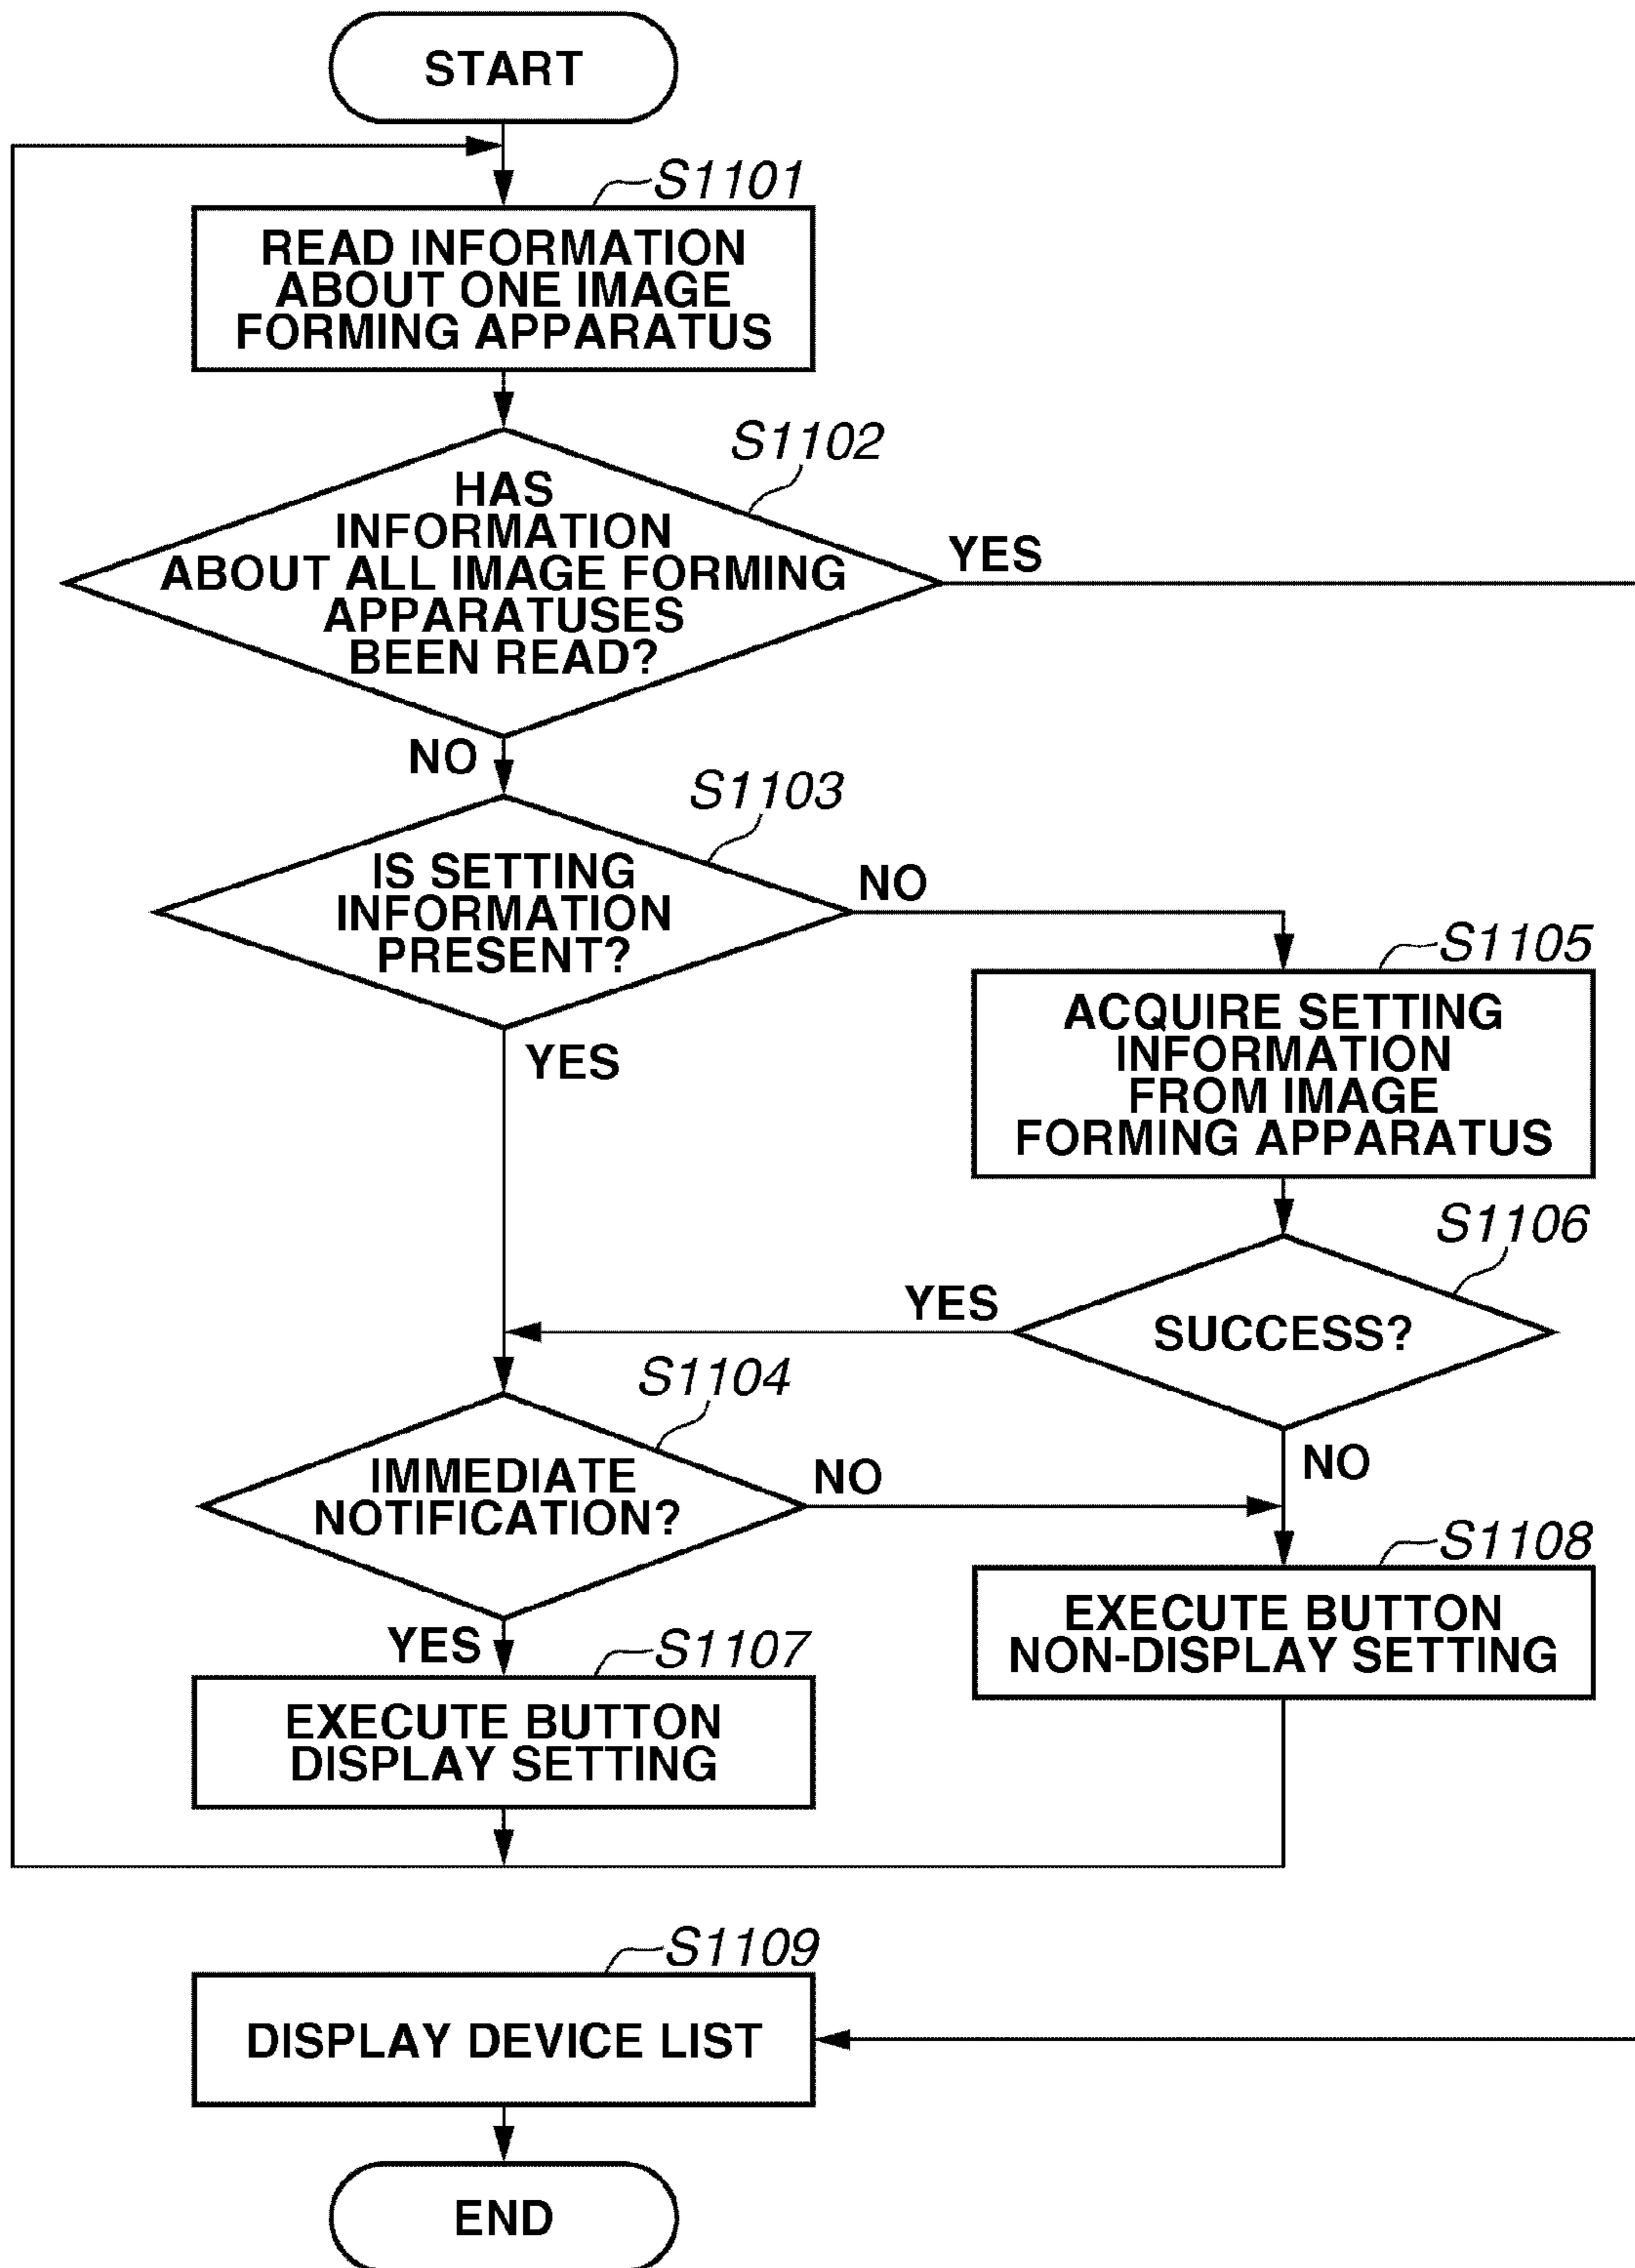 START
S1101
READ INFORMATION
ABOUT ONE IMAGE
FORMING APPARATUS
S1102
HAS
INFORMATION
ABOUT ALL IMAGE FORMING
APPARATUSES
BEEN READ?
YES
NO
S1103
IS SETTING
INFORMATION
PRESENT?
NO
YES
S1105
ACQUIRE SETTING
INFORMATION
FROM IMAGE
FORMING APPARATUS
S1106
SUCCESS?
YES
NO
S1104
IMMEDIATE
NOTIFICATION?
NO
YES
S1108
EXECUTE BUTTON
NON-DISPLAY SETTING
S1107
EXECUTE BUTTON
DISPLAY SETTING
S1109
DISPLAY DEVICE LIST
END